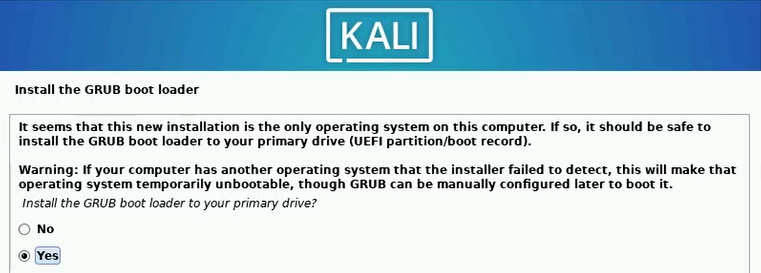 KALI
Install the GRUB boot loader
It seems that this new installation is the only operating system on this computer. If so, it should be safe to
install the GRUB boot loader to your primary drive (UEFI partition/boot record).
Warning: If your computer has another operating system that the installer failed to detect, this will make that
operating system temporarily unbootable, though GRUB can be manually configured later to boot it.
Install the GRUB boot loader to your primary drive?
No
Yes